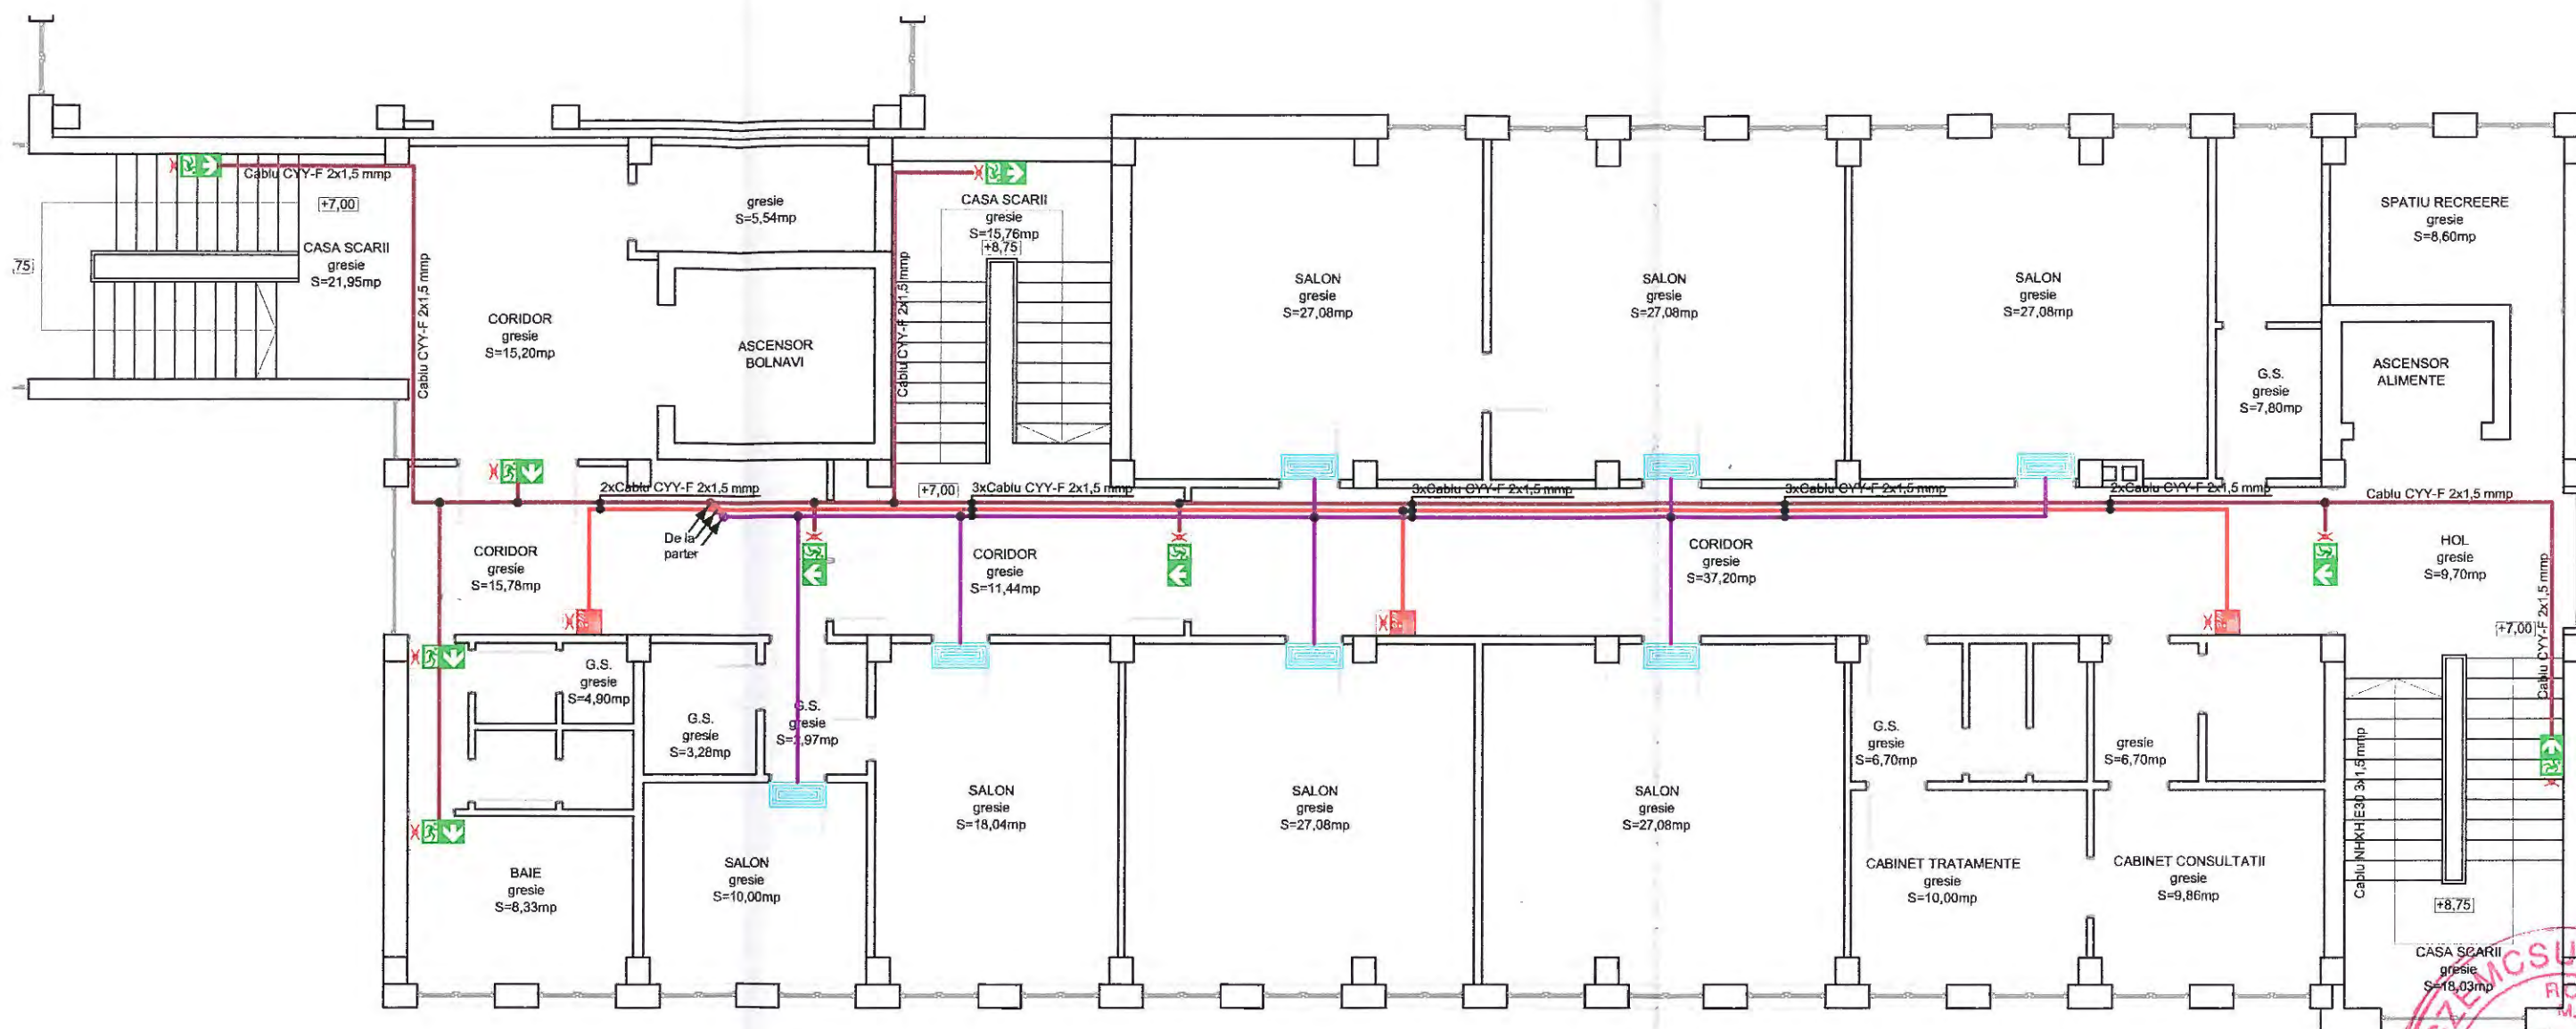 Cablu CYY-F 2x1,5 mmp
+7,00
CASA SCARII
gresie
S=21,95mp
,75
Cablu CYY-F 2x1,5 mmp
CORIDOR
gresie
S=15,20mp
gresie
S=5,54mp
ASCENSOR
BOLNAVI
Cablu CYY-F 2x1,5 mmp
CASA SCARII
gresie
S=15,76mp
+8,75
SALON
gresie
S=27,08mp
SALON
gresie
S=27,08mp
SALON
gresie
S=27,08mp
G.S.
gresie
S=7,80mp
SPATIU RECREERE
gresie
S=8,60mp
ASCENSOR
ALIMENTE
2xCablu CYY-F 2x1,5 mmp
+7,00
3xCablu CYY-F 2x1,5 mmp
3xCablu CYY-F 2x1,5 mmp
3xCablu CYY-F 2x1,5 mmp
2xCablu CYY-F 2x1,5 mmp
Cablu CYY-F 2x1,5 mmp
De la
parter
CORIDOR
gresie
S=15,78mp
CORIDOR
gresie
S=11,44mp
CORIDOR
gresie
S=37,20mp
HOL
gresie
S=9,70mp
Cablu CYY-F 2x1,5 mmp
+7,00
G.S.
gresie
S=4,90mp
G.S.
gresie
S=3,28mp
G.S.
gresie
BAIE
gresie
S=8,33mp
SALON
gresie
S=10,00mp
SALON
gresie
S=18,04mp
SALON
gresie
S=27,08mp
SALON
gresie
S=27,08mp
G.S.
gresie
S=6,70mp
gresie
S=6,70mp
CABINET TRATAMENTE
gresie
S=10,00mp
CABINET CONSULTATII
gresie
S=9,86mp
Cablu NHXH E30 3x1,5 mmp
+8,75
CASA SCARII
gresie
S=18,03mp